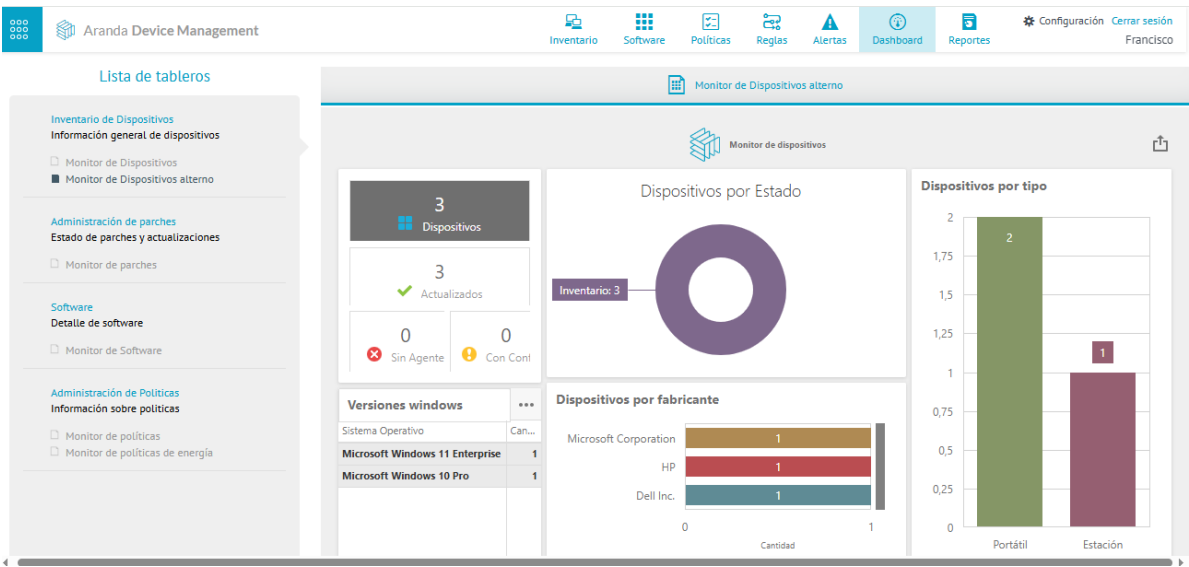 Aranda Device Management
Inventario
Software
Políticas
Reglas
Alertas
Dashboard
Reportes
Configuración Cerrar sesión
Francisco
Lista de tableros
Inventario de Dispositivos
Información general de dispositivos
Monitor de Dispositivos
Monitor de Dispositivos alterno
Administración de parches
Estado de parches y actualizaciones
Monitor de parches
Software
Detalle de software
Monitor de Software
Administración de Politicas
Información sobre politicas
Monitor de políticas
Monitor de políticas de energía
Monitor de Dispositivos alterno
Monitor de dispositivos
3
Dispositivos
3
Actualizados
0
Sin Agente
0
Con Cont
Versiones windows
Sistema Operativo Can...
Microsoft Windows 11 Enterprise 1
Microsoft Windows 10 Pro 1
Dispositivos por Estado
Inventario: 3
Dispositivos por fabricante
Microsoft Corporation 1
HP 1
Dell Inc. 1
0 1
Cantidad
Dispositivos por tipo
2
1,75
1,5
1,25
1
0,75
0,5
0,25
0
2
1
Portátil Estación